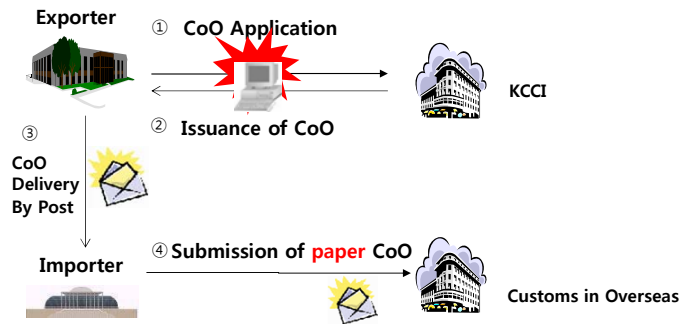 Exporter
① CoO Application
KCCI
② Issuance of CoO
③
CoO
Delivery
By Post
④ Submission of paper CoO
Importer
Customs in Overseas